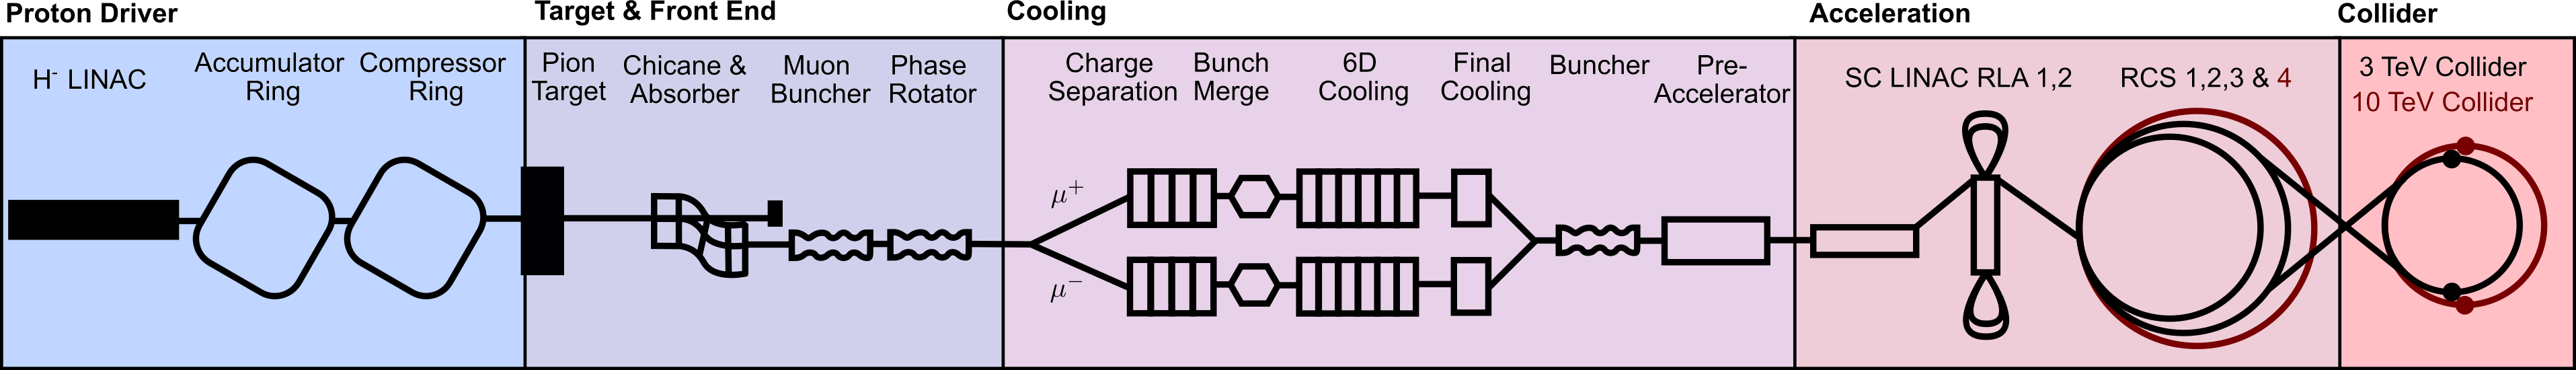 Proton Driver
Target & Front End
Cooling
Acceleration
Collider
H- LINAC
Accumulator
Ring
Compressor
Ring
Pion
Target
Chicane &
Absorber
Muon
Buncher
Phase
Rotator
Charge
Separation
Bunch
Merge
6D
Cooling
Final
Cooling
Buncher
Pre-
Accelerator
SC LINAC RLA 1,2
RCS 1,2,3 & 4
3 TeV Collider
10 TeV Collider
μ+
μ−